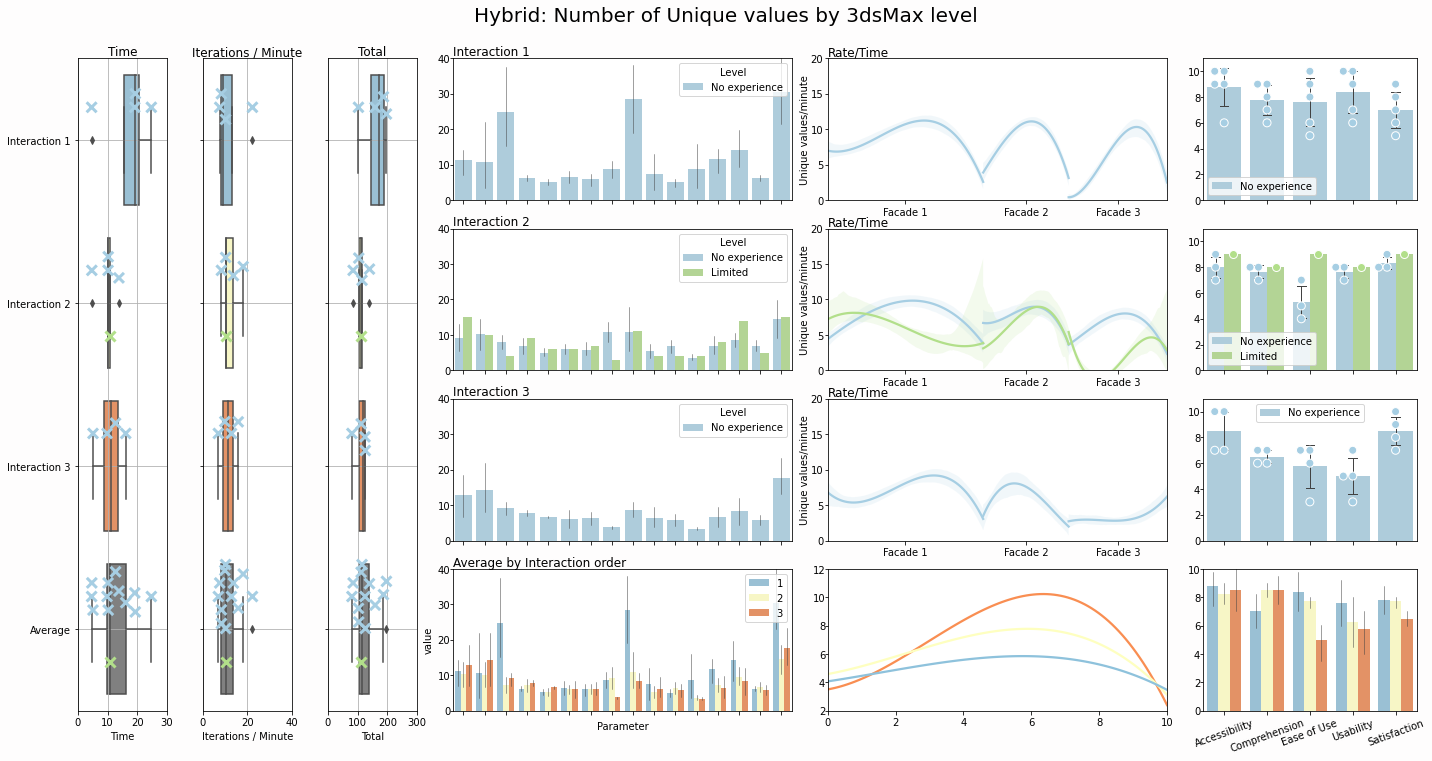 Hybrid: Number of Unique values by 3dsMax level
Time
Iterations / Minute
Total
Interaction 1
Interaction 2
Interaction 3
Average
0 10 20 30
Time
0 20 40
Iterations / Minute
0 100 200 300
Total
Interaction 1
40
30
20
10
0
Level
No experience
Rate/Time
Unique values/minute
20
15
10
5
0
Facade 1
Facade 2
Facade 3
10
8
6
4
2
0
No experience
Interaction 2
40
30
20
10
0
Level
No experience
Limited
Rate/Time
Unique values/minute
20
15
10
5
0
Facade 1
Facade 2
Facade 3
10
8
6
4
2
0
No experience
Limited
Interaction 3
40
30
20
10
0
Level
No experience
Rate/Time
Unique values/minute
20
15
10
5
0
Facade 1
Facade 2
Facade 3
10
8
6
4
2
0
No experience
Average by Interaction order
value
40
30
20
10
0
1
2
3
Parameter
12
10
8
6
4
2
0 2 4 6 8 10
10
8
6
4
2
0
Accessibility
Comprehension
Ease of Use
Usability
Satisfaction